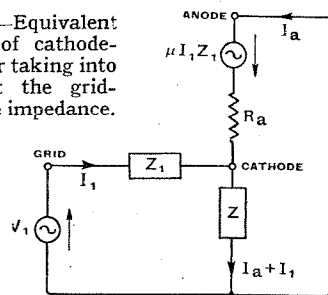 —Equivalent
of cathode-
r taking into
t the grid-
e impedance.
ANODE
Ia
μI1Z1
Ra
GRID
Z1
CATHODE
I1
Z
V1
Ia+I1